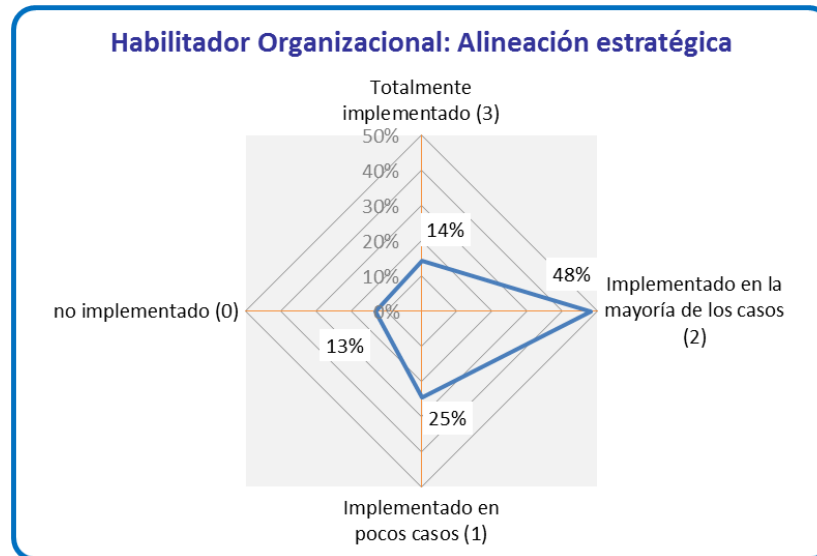 Habilitador Organizacional: Alineación estratégica
Totalmente
implementado (3)
50%
40%
30%
20%
10%
0%
14%
48%
Implementado en la
mayoría de los casos
(2)
no implementado (0)
13%
25%
Implementado en
pocos casos (1)